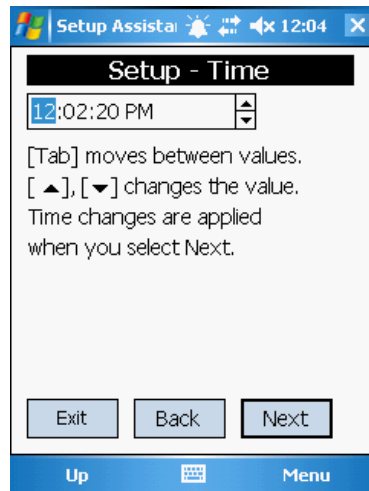 Setup Assista 12:04
Setup - Time
12:02:20 PM
[Tab] moves between values.
[ ▲], [▼] changes the value.
Time changes are applied
when you select Next.
Exit Back Next
Up Menu